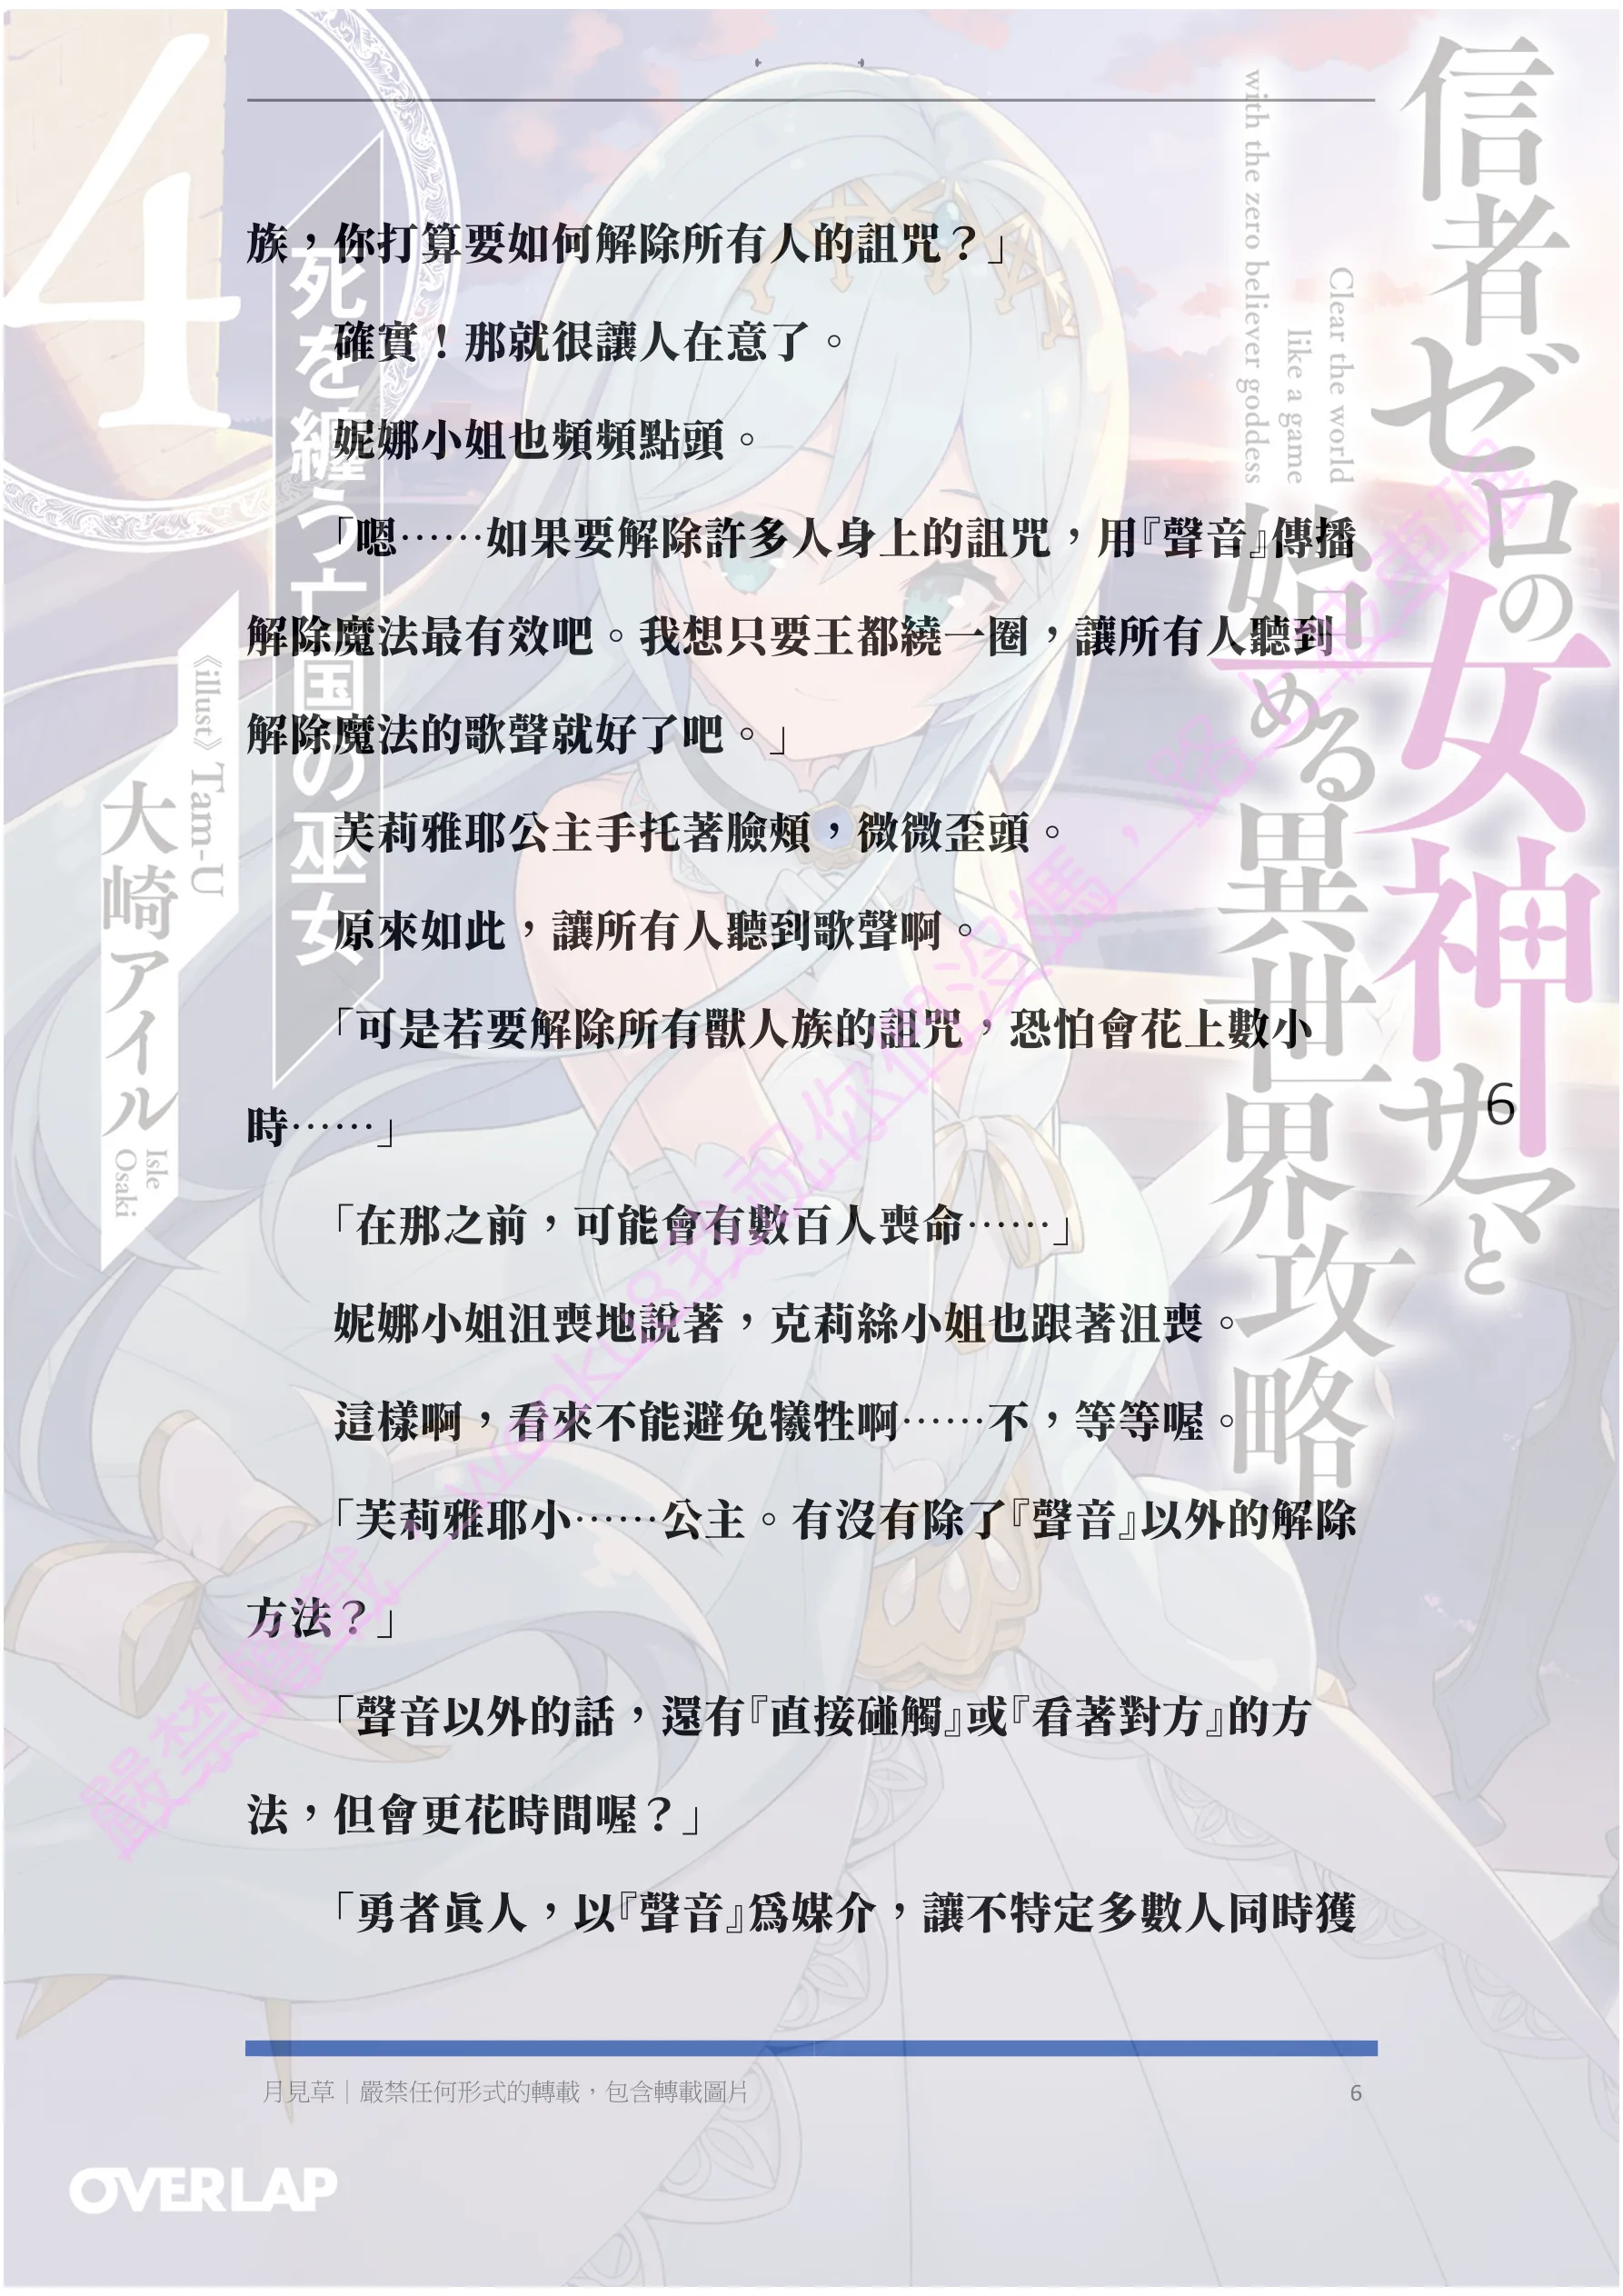 族，你打算要如何解除所有人的詛咒？」
確實！那就很讓人在意了。
妮娜小姐也頻頻點頭。
「嗯……如果要解除許多人身上的詛咒，用『聲音』傳播
解除魔法最有效吧。我想只要王都繞一圈，讓所有人聽到
解除魔法的歌聲就好了吧。」
芙莉雅耶公主手托著臉頰，微微歪頭。
原來如此，讓所有人聽到歌聲啊。
「可是若要解除所有獸人族的詛咒，恐怕會花上數小
時……」
「在那之前，可能會有數百人喪命……」
妮娜小姐沮喪地說著，克莉絲小姐也跟著沮喪。
這樣啊，看來不能避免犧牲啊……不，等等喔。
「芙莉雅耶小……公主。有沒有除了『聲音』以外的解除
方法？」
「聲音以外的話，還有『直接碰觸』或『看著對方』的方
法，但會更花時間喔？」
「勇者眞人，以『聲音』爲媒介，讓不特定多數人同時獲
月見草｜嚴禁任何形式的轉載，包含轉載圖片
6
6
信者ゼロの女神サマと
始める異世界攻略
Clear the world
like a game
with the zero believer goddess
4
死を纏う亡国の巫女
《illust》Tam-U
大崎アイル
Isle
Osaki
OVERLAP